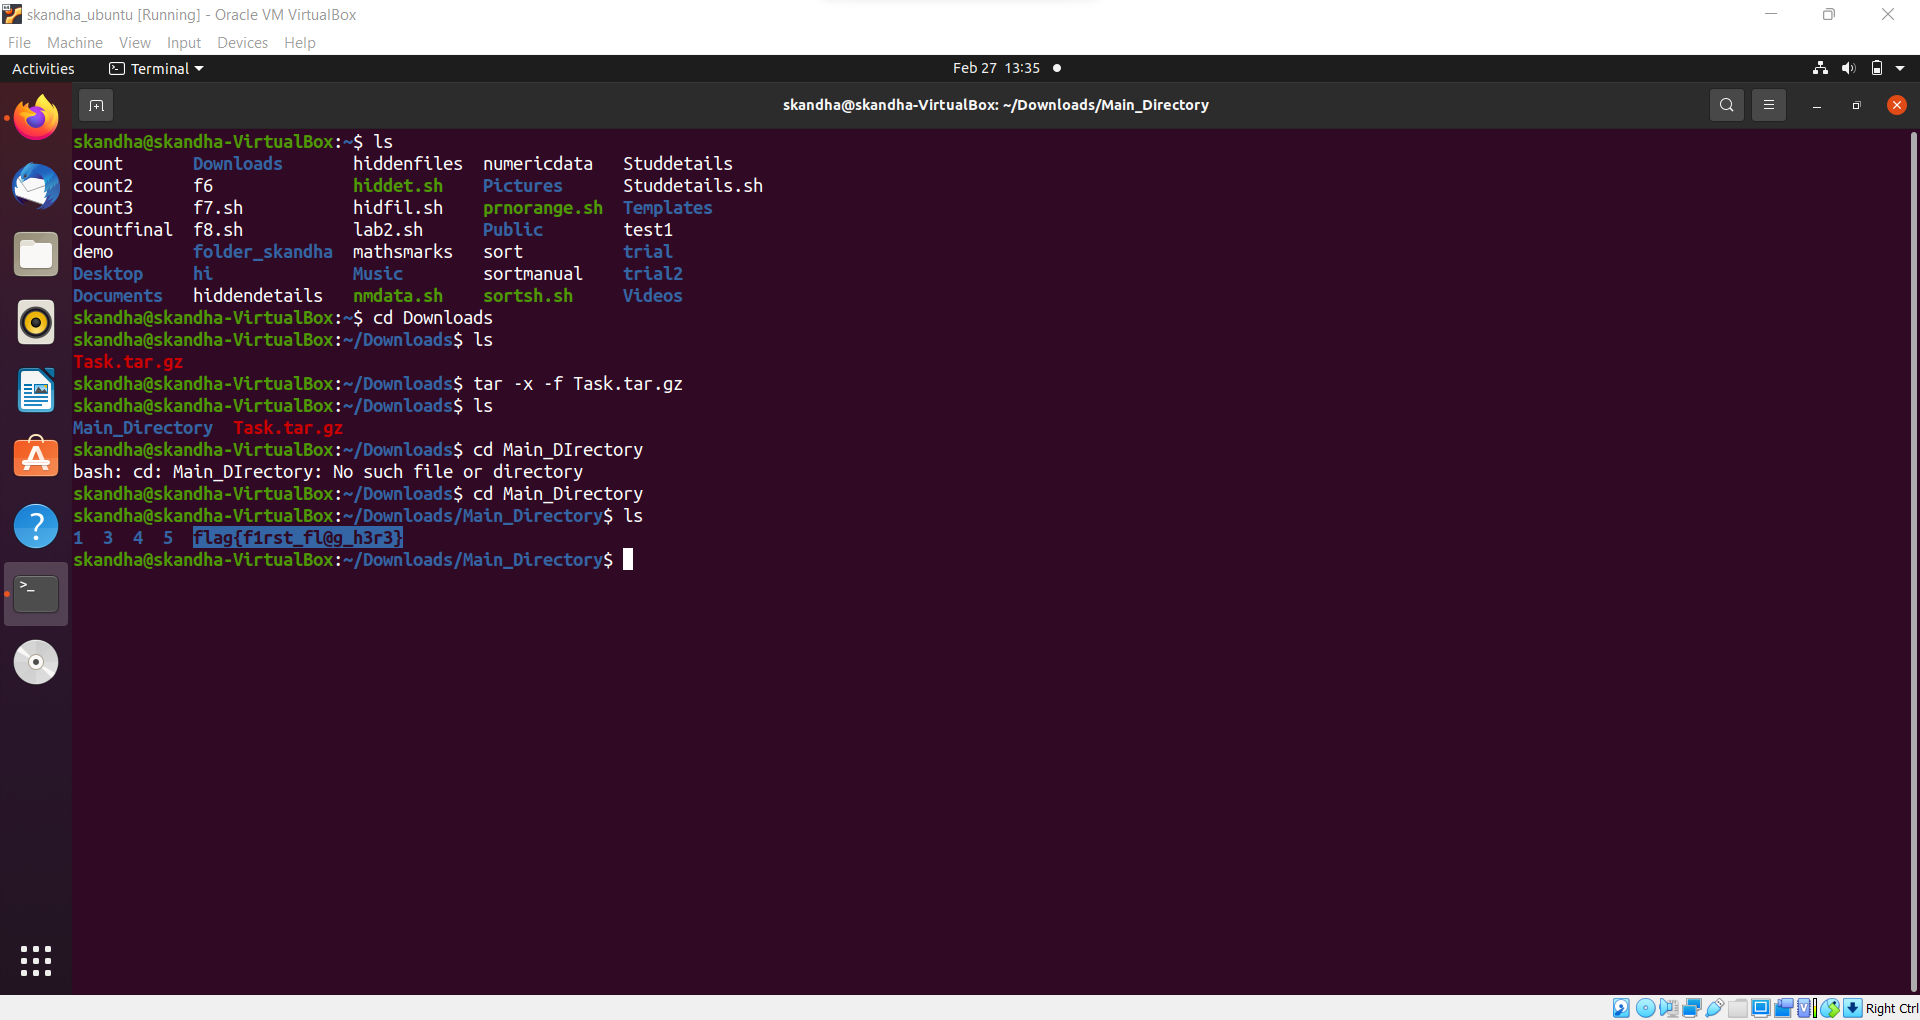 skandha_ubuntu [Running] - Oracle VM VirtualBox
File Machine View Input Devices Help
Activities Terminal Feb 27 13:35
skandha@skandha-VirtualBox: ~/Downloads/Main_Directory
skandha@skandha-VirtualBox:~$ ls
count Downloads hiddenfiles numericdata Studdetails
count2 f6 hiddet.sh Pictures Studdetails.sh
count3 f7.sh hidfil.sh prnorange.sh Templates
countfinal f8.sh lab2.sh Public test1
demo folder_skandha mathsmarks sort trial
Desktop hi Music sortmanual trial2
Documents hiddendetails nmdata.sh sortsh.sh Videos
skandha@skandha-VirtualBox:~$ cd Downloads
skandha@skandha-VirtualBox:~/Downloads$ ls
Task.tar.gz
skandha@skandha-VirtualBox:~/Downloads$ tar -x -f Task.tar.gz
skandha@skandha-VirtualBox:~/Downloads$ ls
Main_Directory Task.tar.gz
skandha@skandha-VirtualBox:~/Downloads$ cd Main_DIrectory
bash: cd: Main_DIrectory: No such file or directory
skandha@skandha-VirtualBox:~/Downloads$ cd Main_Directory
skandha@skandha-VirtualBox:~/Downloads/Main_Directory$ ls
1 3 4 5 flag{f1rst_fl@g_h3r3}
skandha@skandha-VirtualBox:~/Downloads/Main_Directory$
Right Ctrl